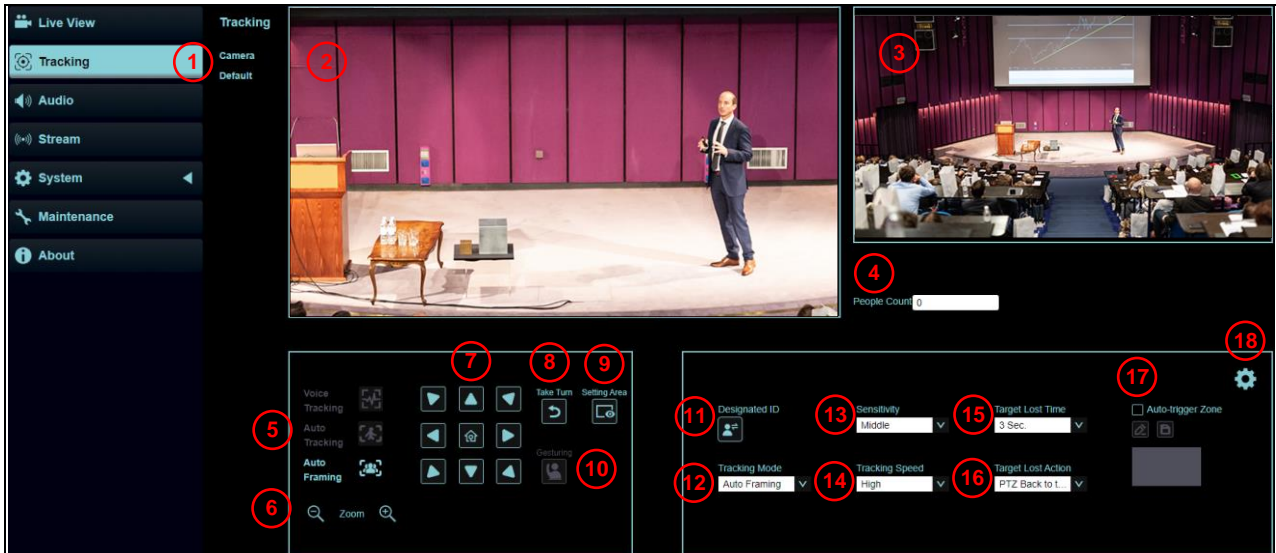 Live View
Tracking
Audio
Stream
System
Maintenance
About
1
Tracking
Camera
Default
2
3
4
People Count 0
5
Voice
Tracking
Auto
Tracking
Auto
Framing
6
Zoom
7
8
Take Turn
9
Setting Area
Gesturing
10
11
Designated ID
12
Tracking Mode
Auto Framing
13
Sensitivity
Middle
14
Tracking Speed
High
15
Target Lost Time
3 Sec.
16
Target Lost Action
PTZ Back to t...
17
Auto-trigger Zone
18